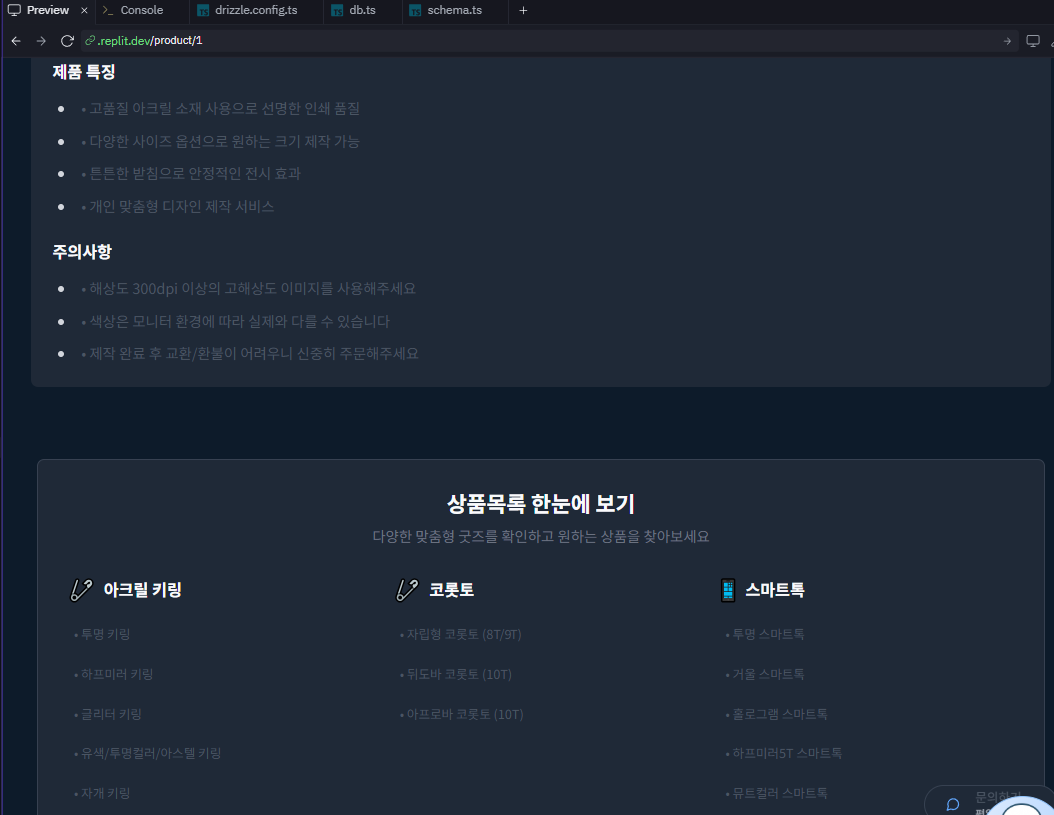 Preview
Console
drizzle.config.ts
db.ts
schema.ts
.replit.dev/product/1
제품 특징
• 고품질 아크릴 소재 사용으로 선명한 인쇄 품질
• 다양한 사이즈 옵션으로 원하는 크기 제작 가능
• 튼튼한 받침으로 안정적인 전시 효과
• 개인 맞춤형 디자인 제작 서비스
주의사항
• 해상도 300dpi 이상의 고해상도 이미지를 사용해주세요
• 색상은 모니터 환경에 따라 실제와 다를 수 있습니다
• 제작 완료 후 교환/환불이 어려우니 신중히 주문해주세요
상품목록 한눈에 보기
다양한 맞춤형 굿즈를 확인하고 원하는 상품을 찾아보세요
아크릴 키링
• 투명 키링
• 하프미러 키링
• 글리터 키링
• 유색/투명컬러/아스텔 키링
• 자개 키링
코롯토
• 자립형 코롯토 (8T/9T)
• 뒤도바 코롯토 (10T)
• 아프로바 코롯토 (10T)
스마트톡
• 투명 스마트톡
• 거울 스마트톡
• 홀로그램 스마트톡
• 하프미러5T 스마트톡
• 뮤트컬러 스마트톡
문의하기